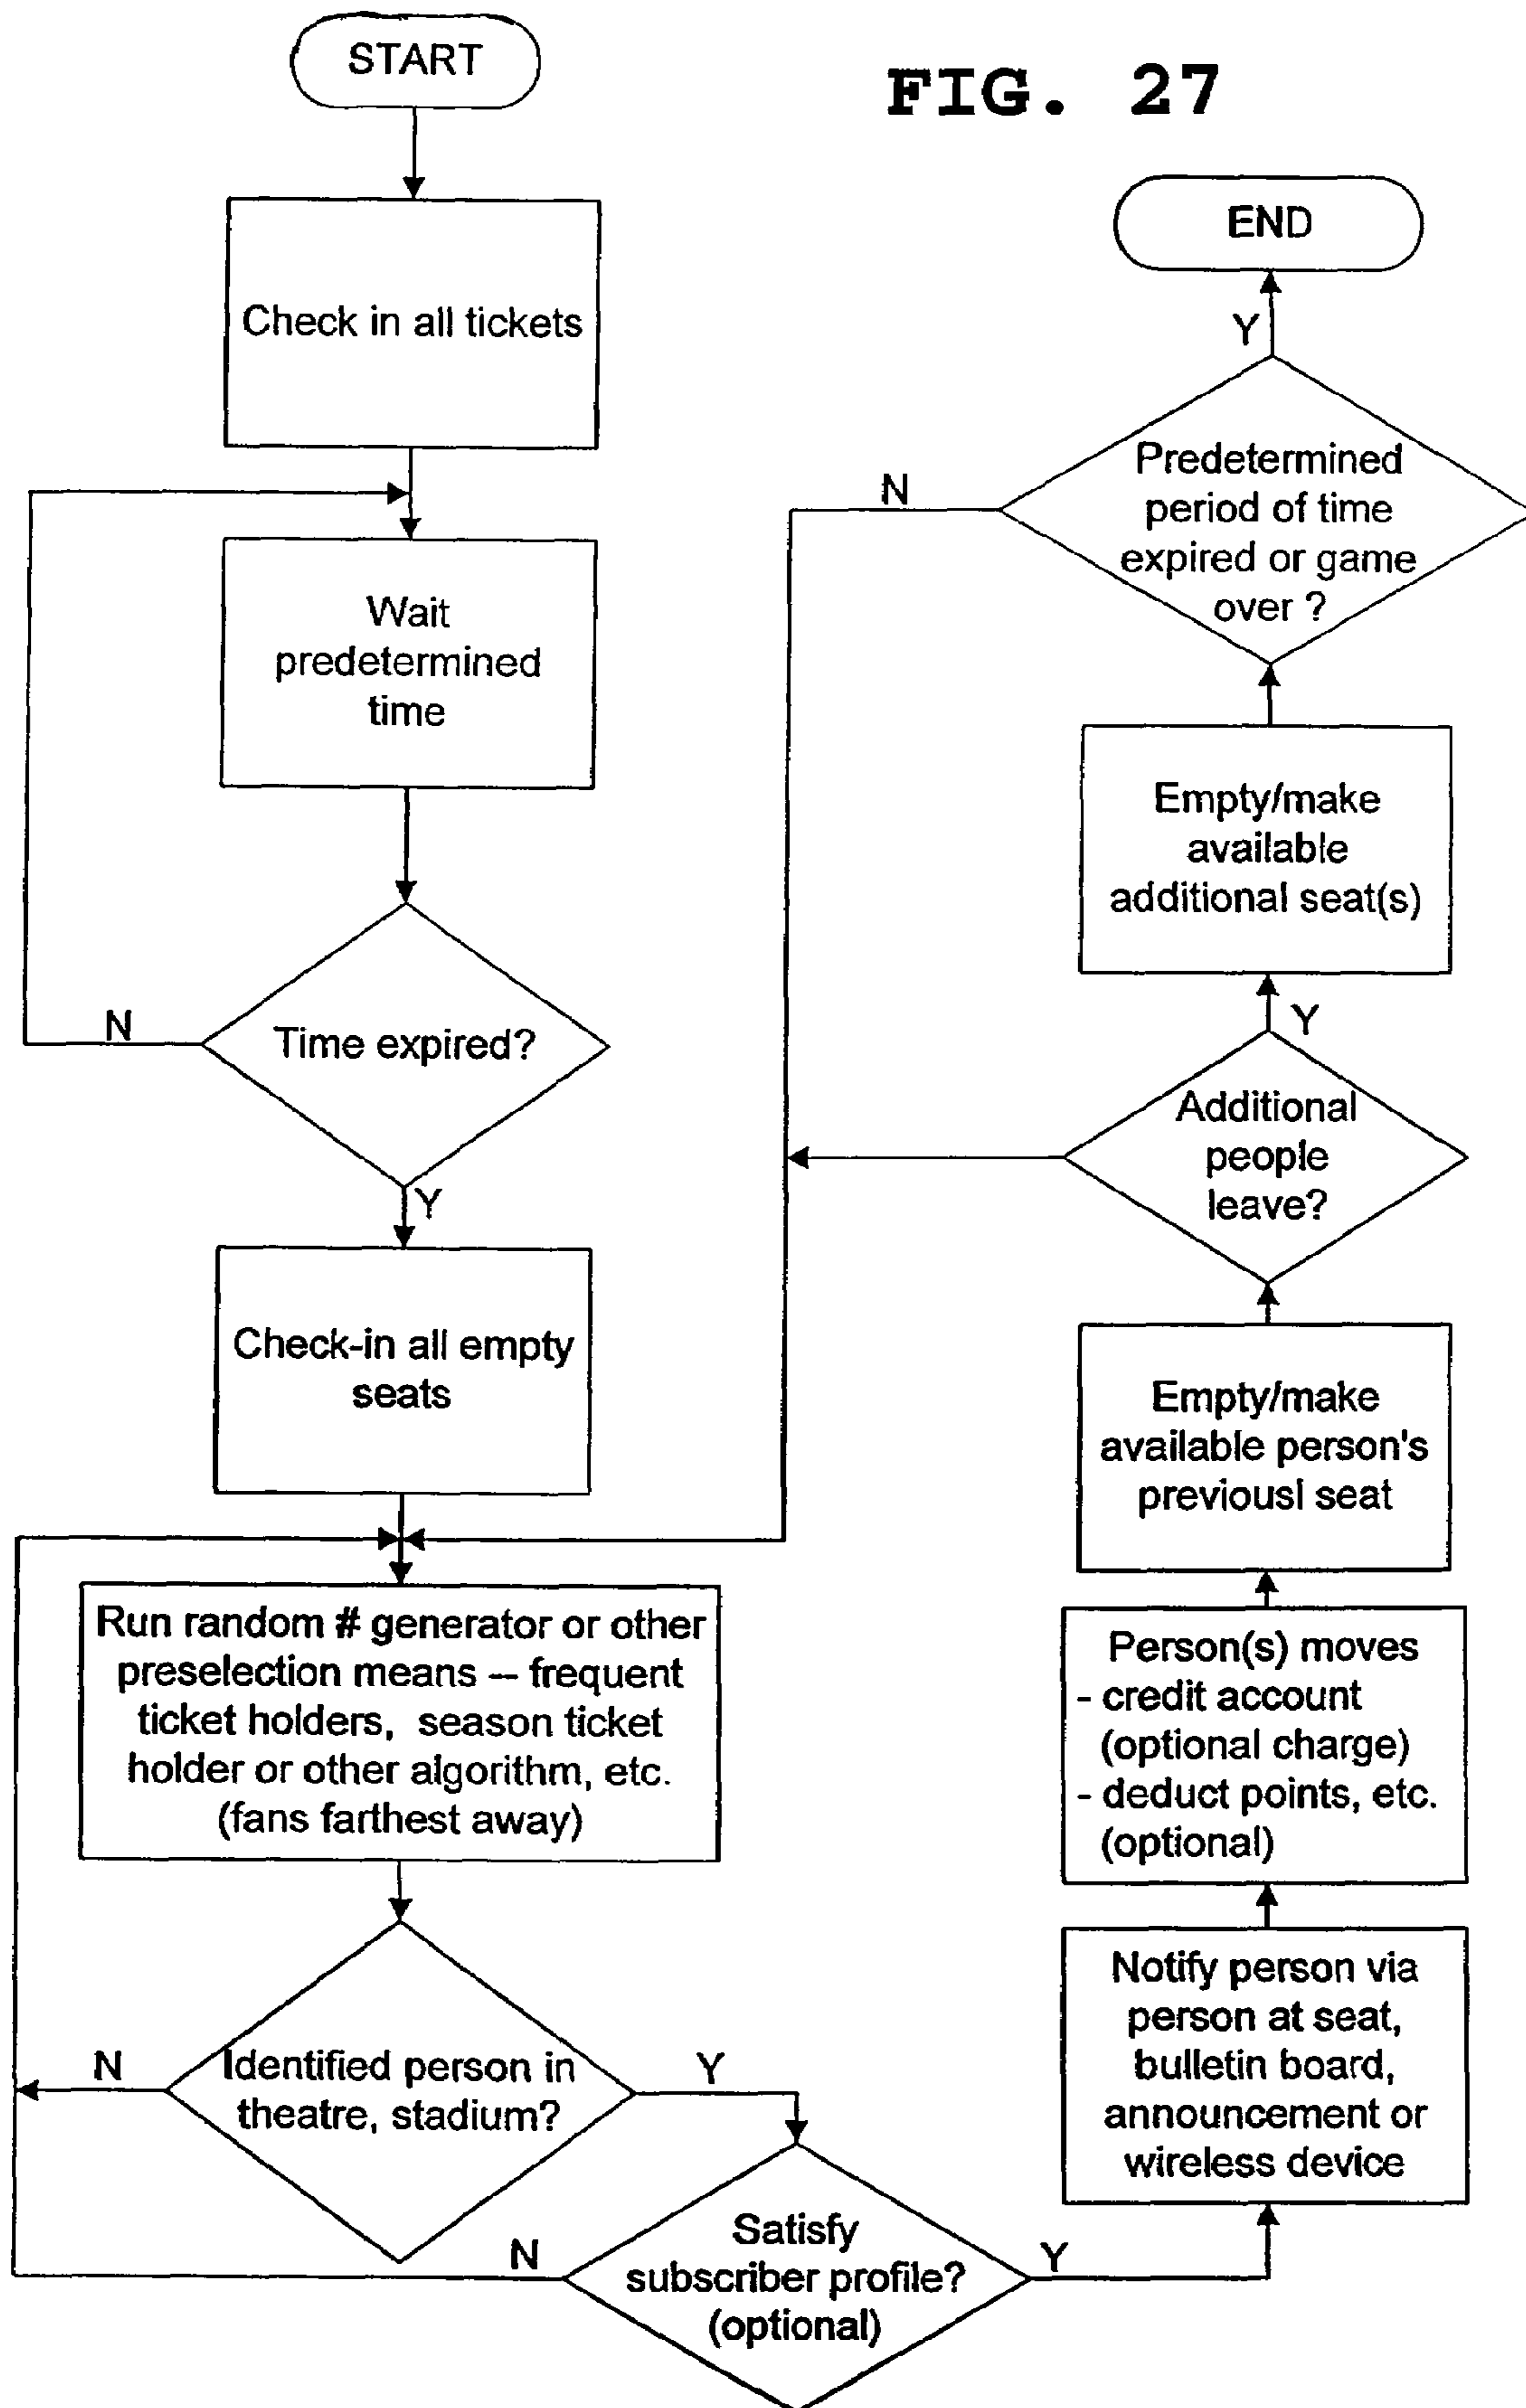 START
FIG. 27
Check in all tickets
Wait
predetermined
time
Time expired?
N
Y
Check-in all empty
seats
Run random # generator or other
preselection means -- frequent
ticket holders, season ticket
holder or other algorithm, etc.
(fans farthest away)
Identified person in
theatre, stadium?
N
Y
Satisfy
subscriber profile?
(optional)
N
Y
Notify person via
person at seat,
bulletin board,
announcement or
wireless device
Person(s) moves
- credit account
(optional charge)
- deduct points, etc.
(optional)
Empty/make
available person's
previousl seat
Additional
people
leave?
Y
Empty/make
available
additional seat(s)
Predetermined
period of time
expired or game
over ?
N
Y
END